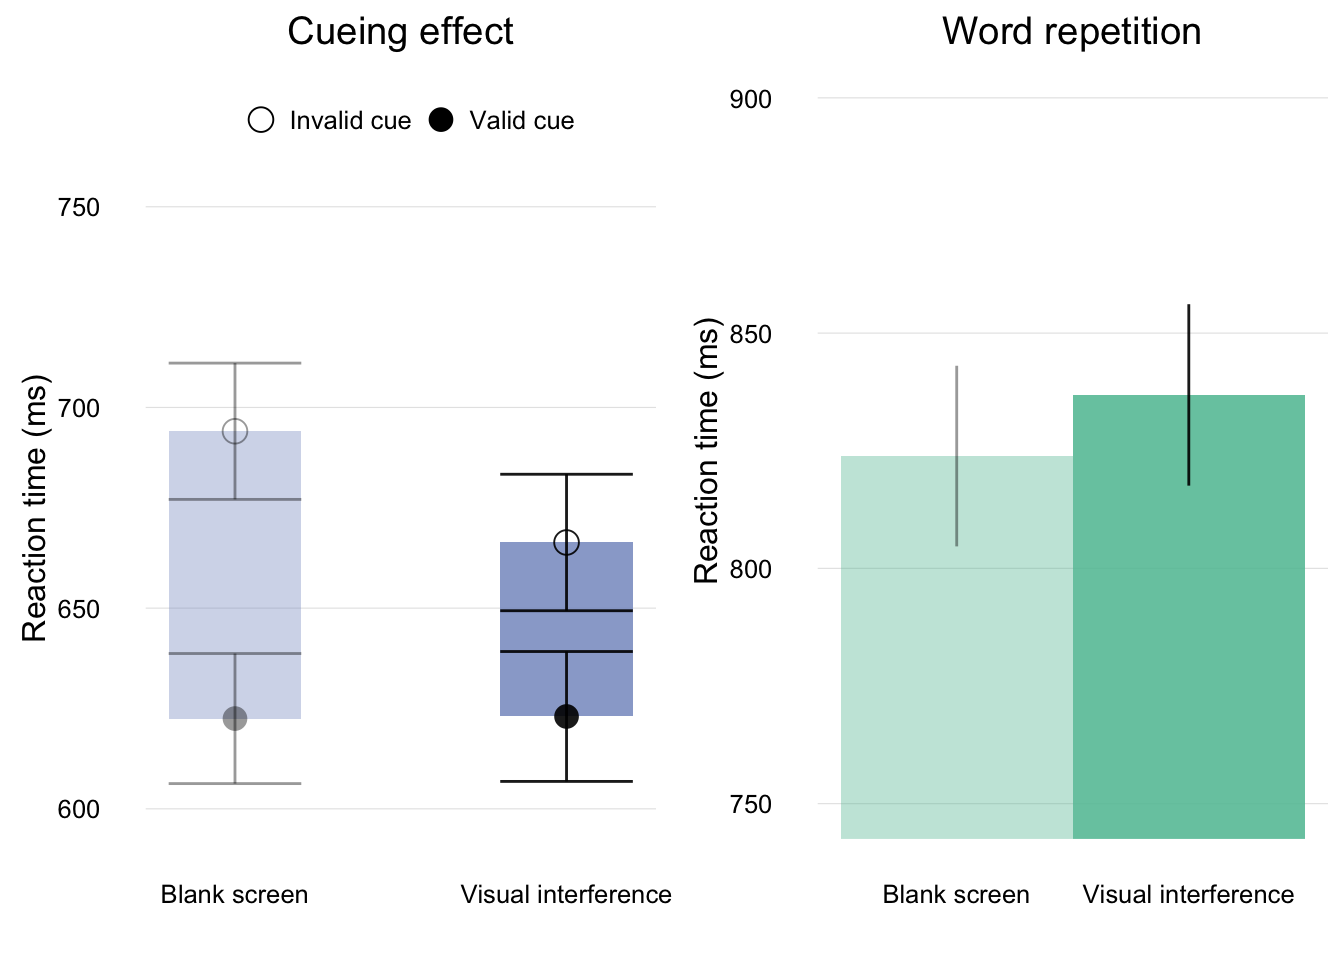 Cueing effect
Invalid cue
Valid cue
Reaction time (ms)
750
700
650
600
Blank screen
Visual interference
Word repetition
Reaction time (ms)
900
850
800
750
Blank screen
Visual interference